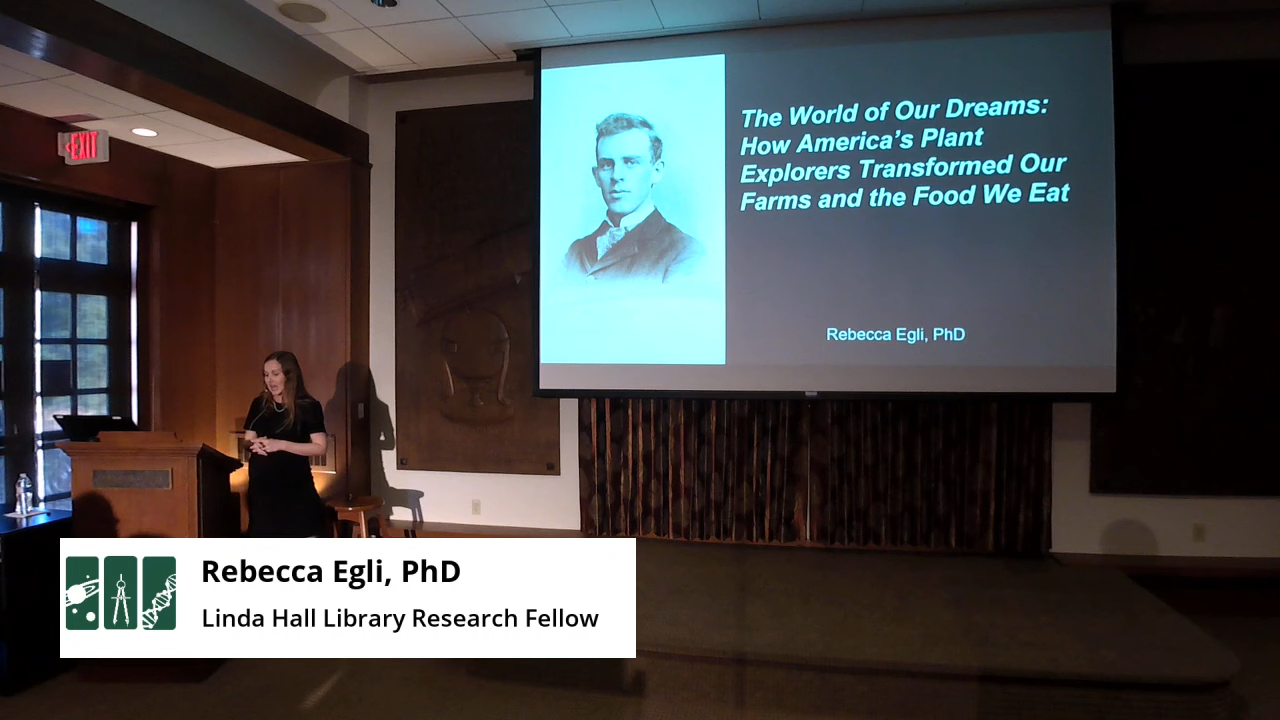 EXIT
The World of Our Dreams:
How America's Plant
Explorers Transformed Our
Farms and the Food We Eat
Rebecca Egli, PhD
Rebecca Egli, PhD
Linda Hall Library Research Fellow